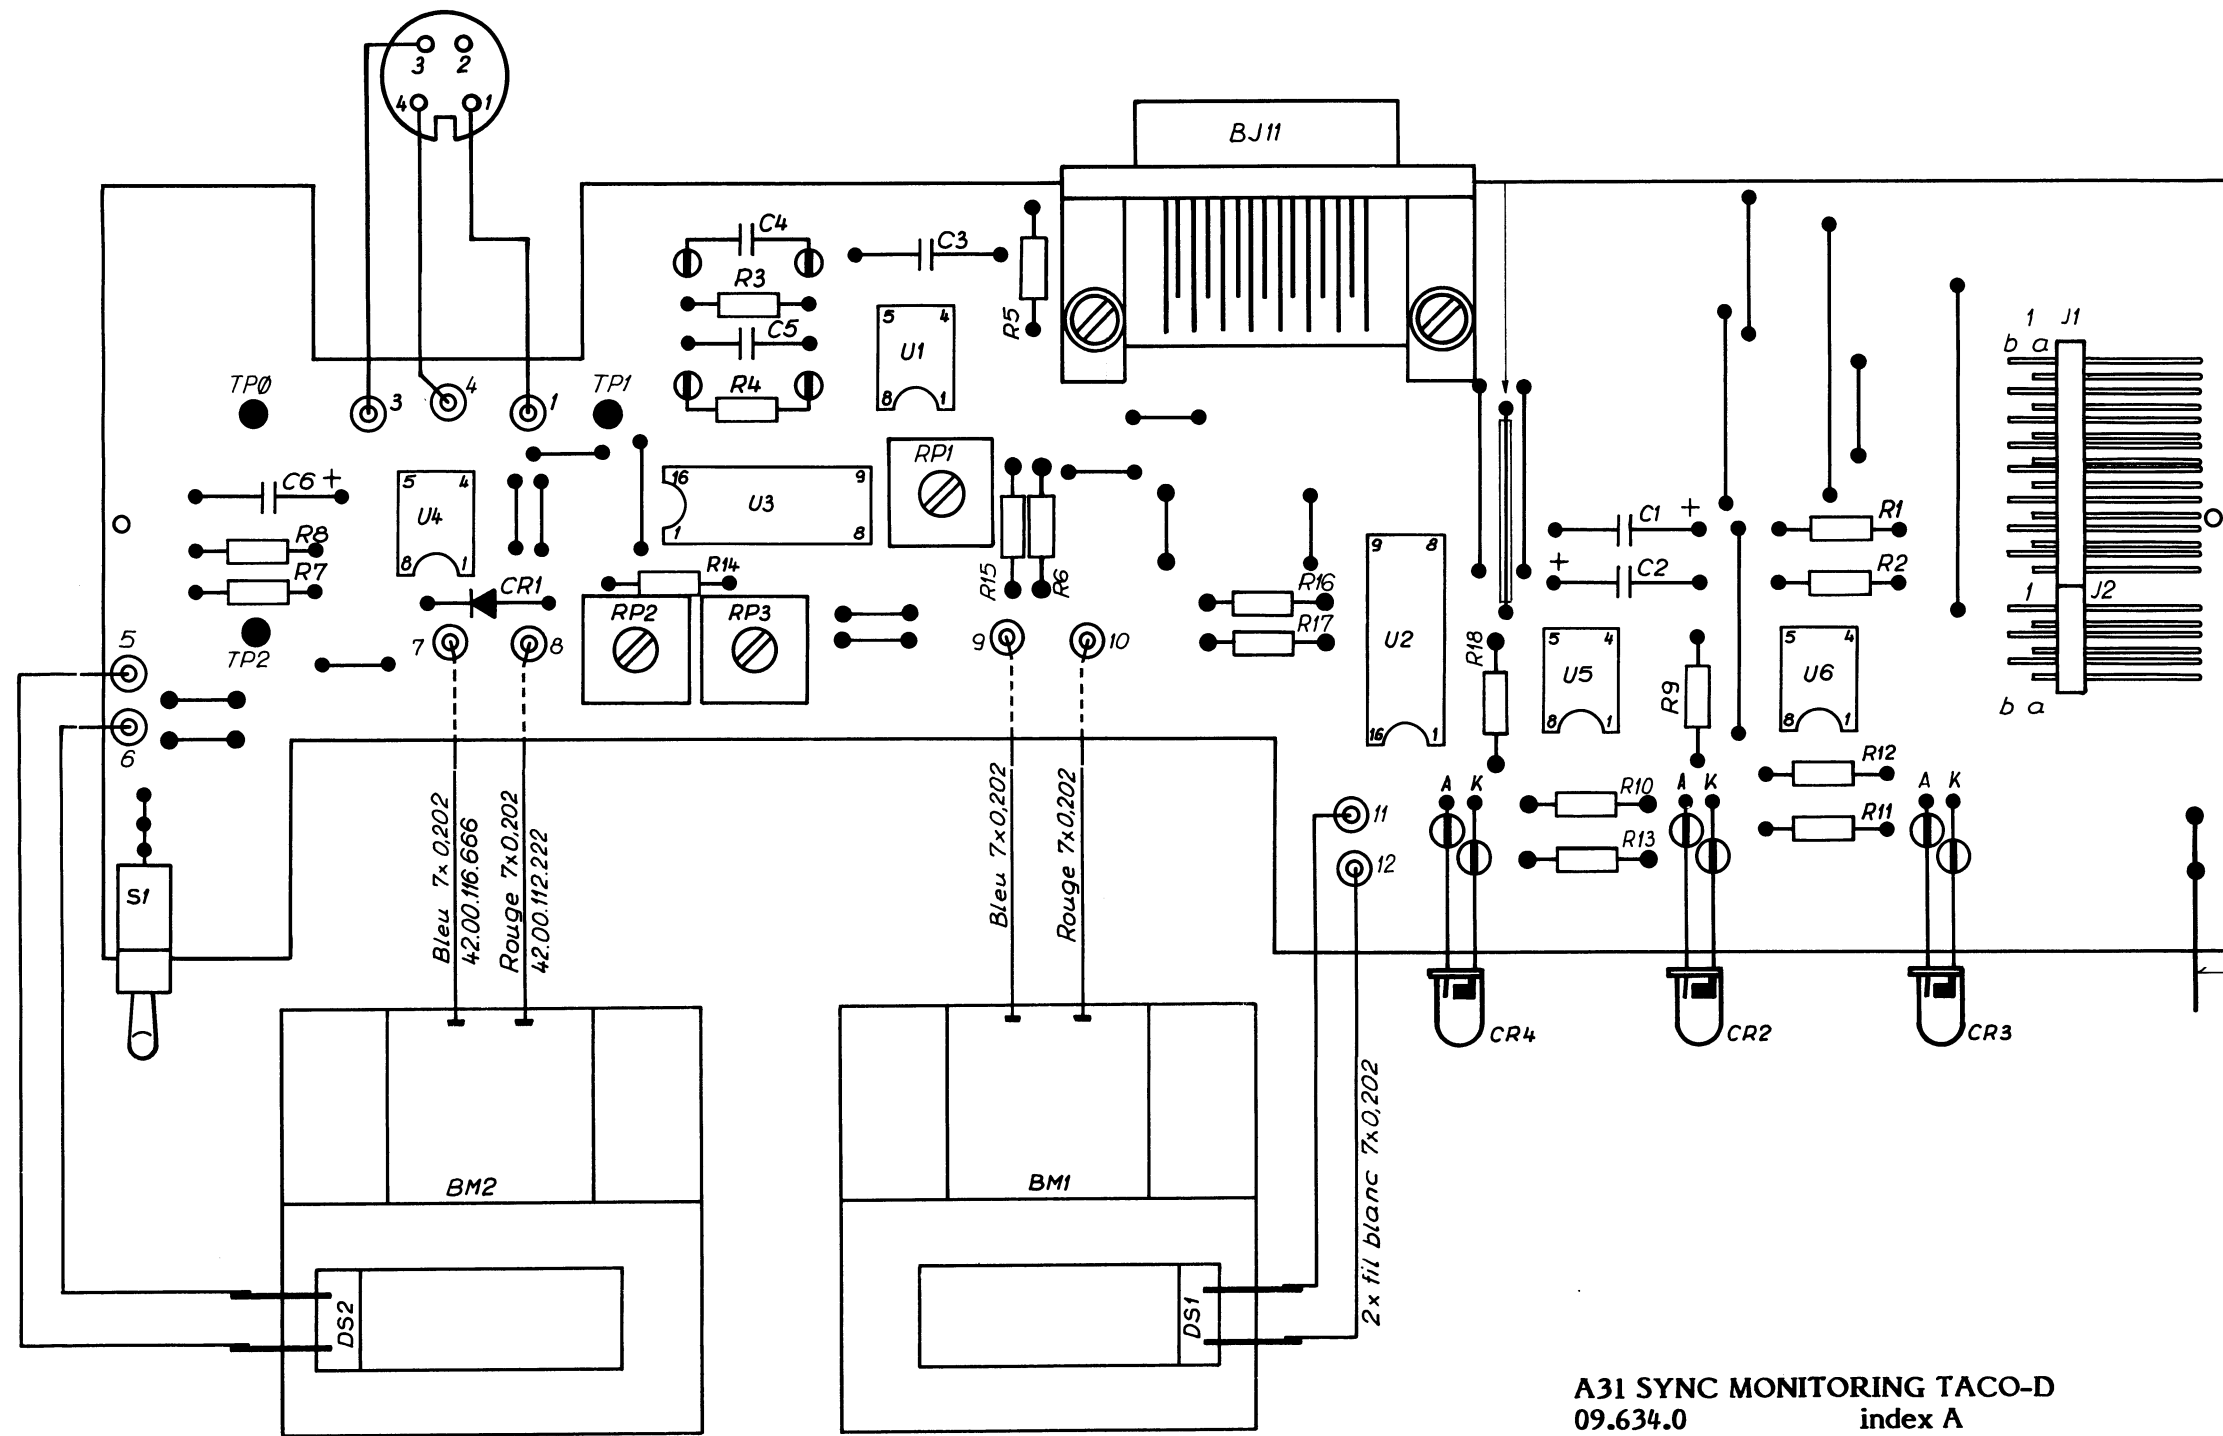 3 2
4 1
BJ11
C4
C3
R3
R5
C5
5 4
U1
8 1
R4
1 J1
b a
TPØ
3
4
1
TP1
C6 +
5 4
U4
8 1
16 9
U3
1 8
RP1
R8
R7
CR1
R14
R15
R6
RP2
RP3
R16
R17
9 8
U2
16 1
C1 +
+ C2
R1
R2
1 J2
b a
5
TP2
7
8
9
10
6
R18
5 4
U5
8 1
R9
5 4
U6
8 1
R12
R11
R10
R13
A K
A K
A K
11
12
S1
Bleu 7x0,202
42.00.116.666
Rouge 7x0,202
42.00.112.222
Bleu 7x0,202
Rouge 7x0,202
CR4
CR2
CR3
2x fil blanc 7x0,202
BM2
BM1
DS2
DS1
A31 SYNC MONITORING TACO-D
09.634.0 index A